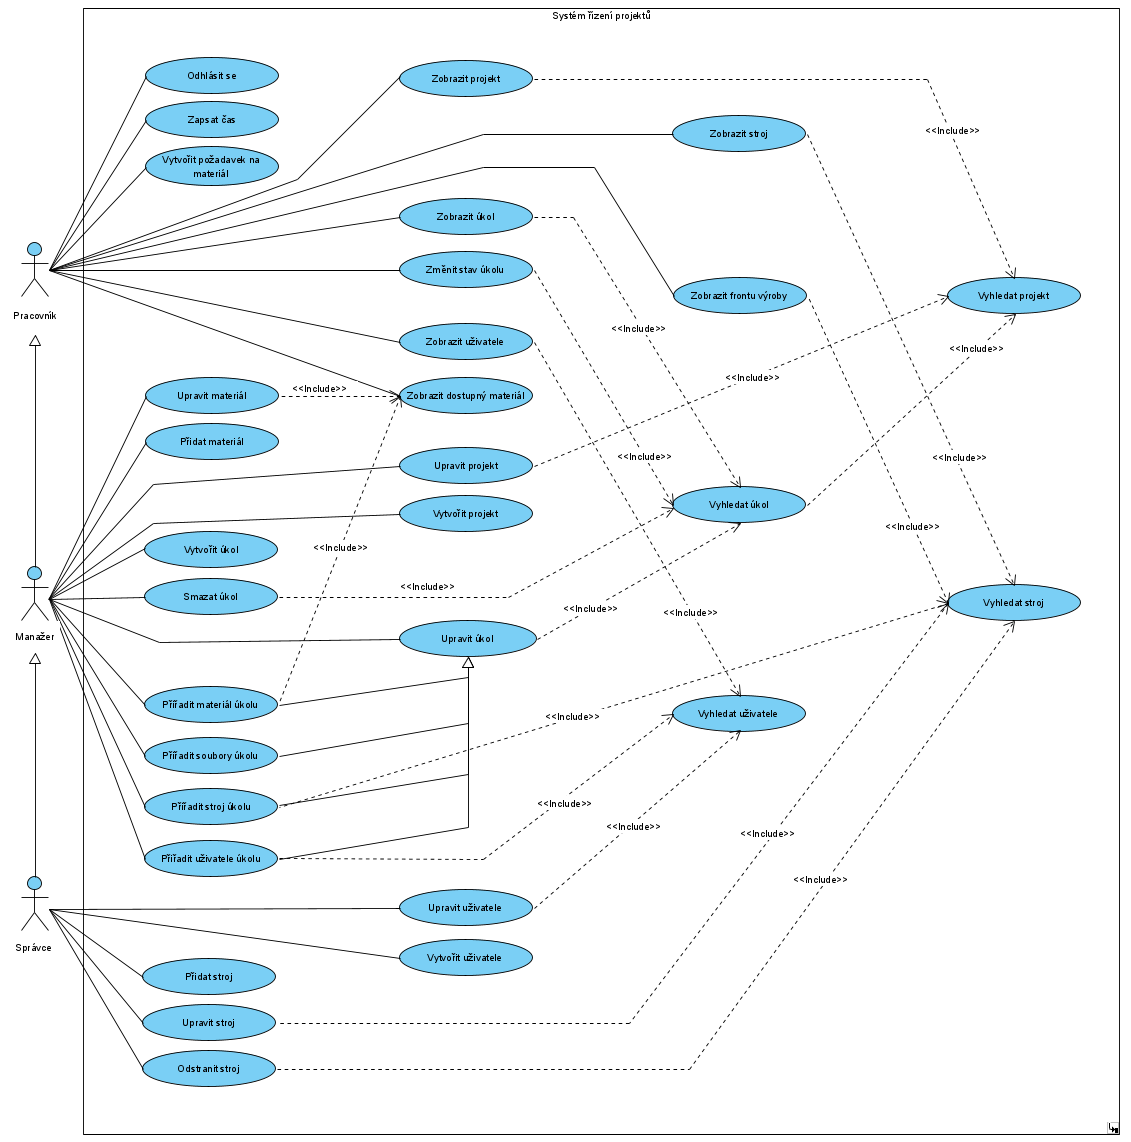 Systém řízení projektů
Odhlásit se
Zobrazit projekt
Zapsat čas
<<Include>>
Zobrazit stroj
Vytvořit požadavek na
materiál
Zobrazit úkol
Změnit stav úkolu
Vyhledat projekt
Zobrazit frontu výroby
Pracovník
<<Include>>
Zobrazit uživatele
<<Include>>
<<Include>>
<<Include>>
Upravit materiál
Zobrazit dostupný materiál
Přidat materiál
<<Include>>
<<Include>>
Upravit projekt
Vyhledat úkol
Vytvořit projekt
<<Include>>
Vytvořit úkol
<<Include>>
<<Include>>
Smazat úkol
Vyhledat stroj
<<Include>>
<<Include>>
Manažer
Upravit úkol
Přířadit materiál úkolu
Vyhledat uživatele
<<Include>>
Přířadit soubory úkolu
<<Include>>
Přířadit stroj úkolu
<<Include>>
<<Include>>
Přířadit uživatele úkolu
<<Include>>
Upravit uživatele
Správce
Vytvořit uživatele
Přidat stroj
Upravit stroj
Odstranit stroj